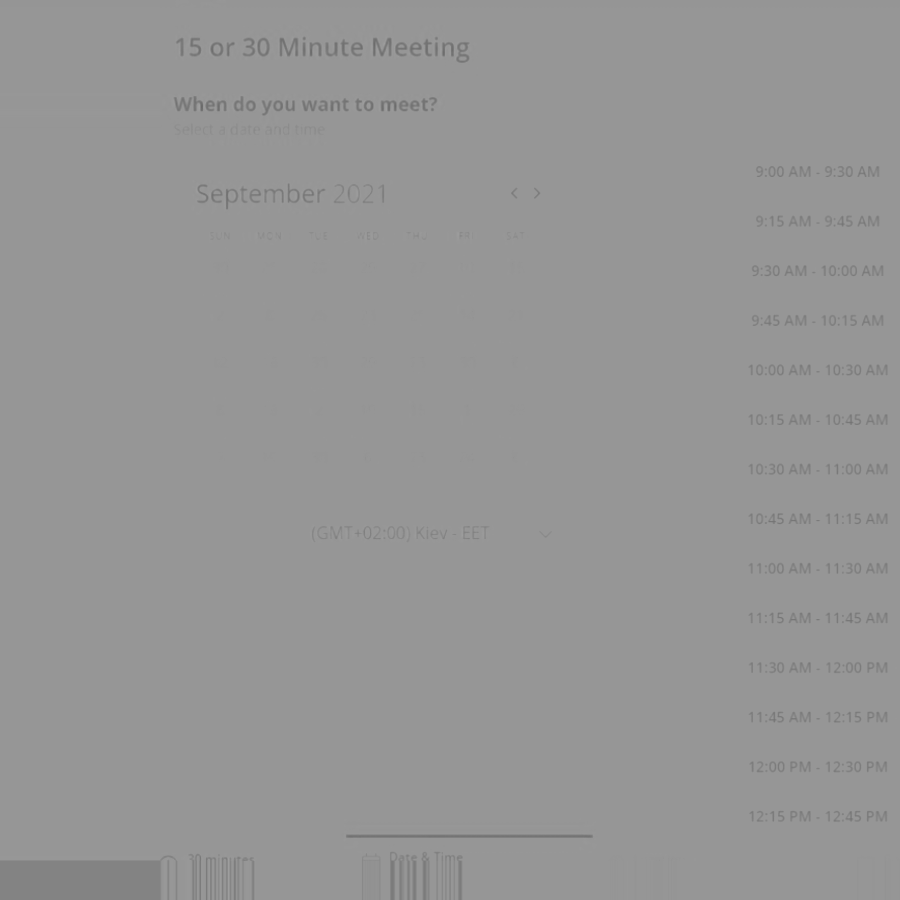 15 or 30 Minute Meeting
When do you want to meet?
Select a date and time
September 2021
SUN MON TUE WED THU FRI SAT
(GMT+02:00) Kiev - EET
9:00 AM - 9:30 AM
9:15 AM - 9:45 AM
9:30 AM - 10:00 AM
9:45 AM - 10:15 AM
10:00 AM - 10:30 AM
10:15 AM - 10:45 AM
10:30 AM - 11:00 AM
10:45 AM - 11:15 AM
11:00 AM - 11:30 AM
11:15 AM - 11:45 AM
11:30 AM - 12:00 PM
11:45 AM - 12:15 PM
12:00 PM - 12:30 PM
12:15 PM - 12:45 PM
30 minutes
Date & Time